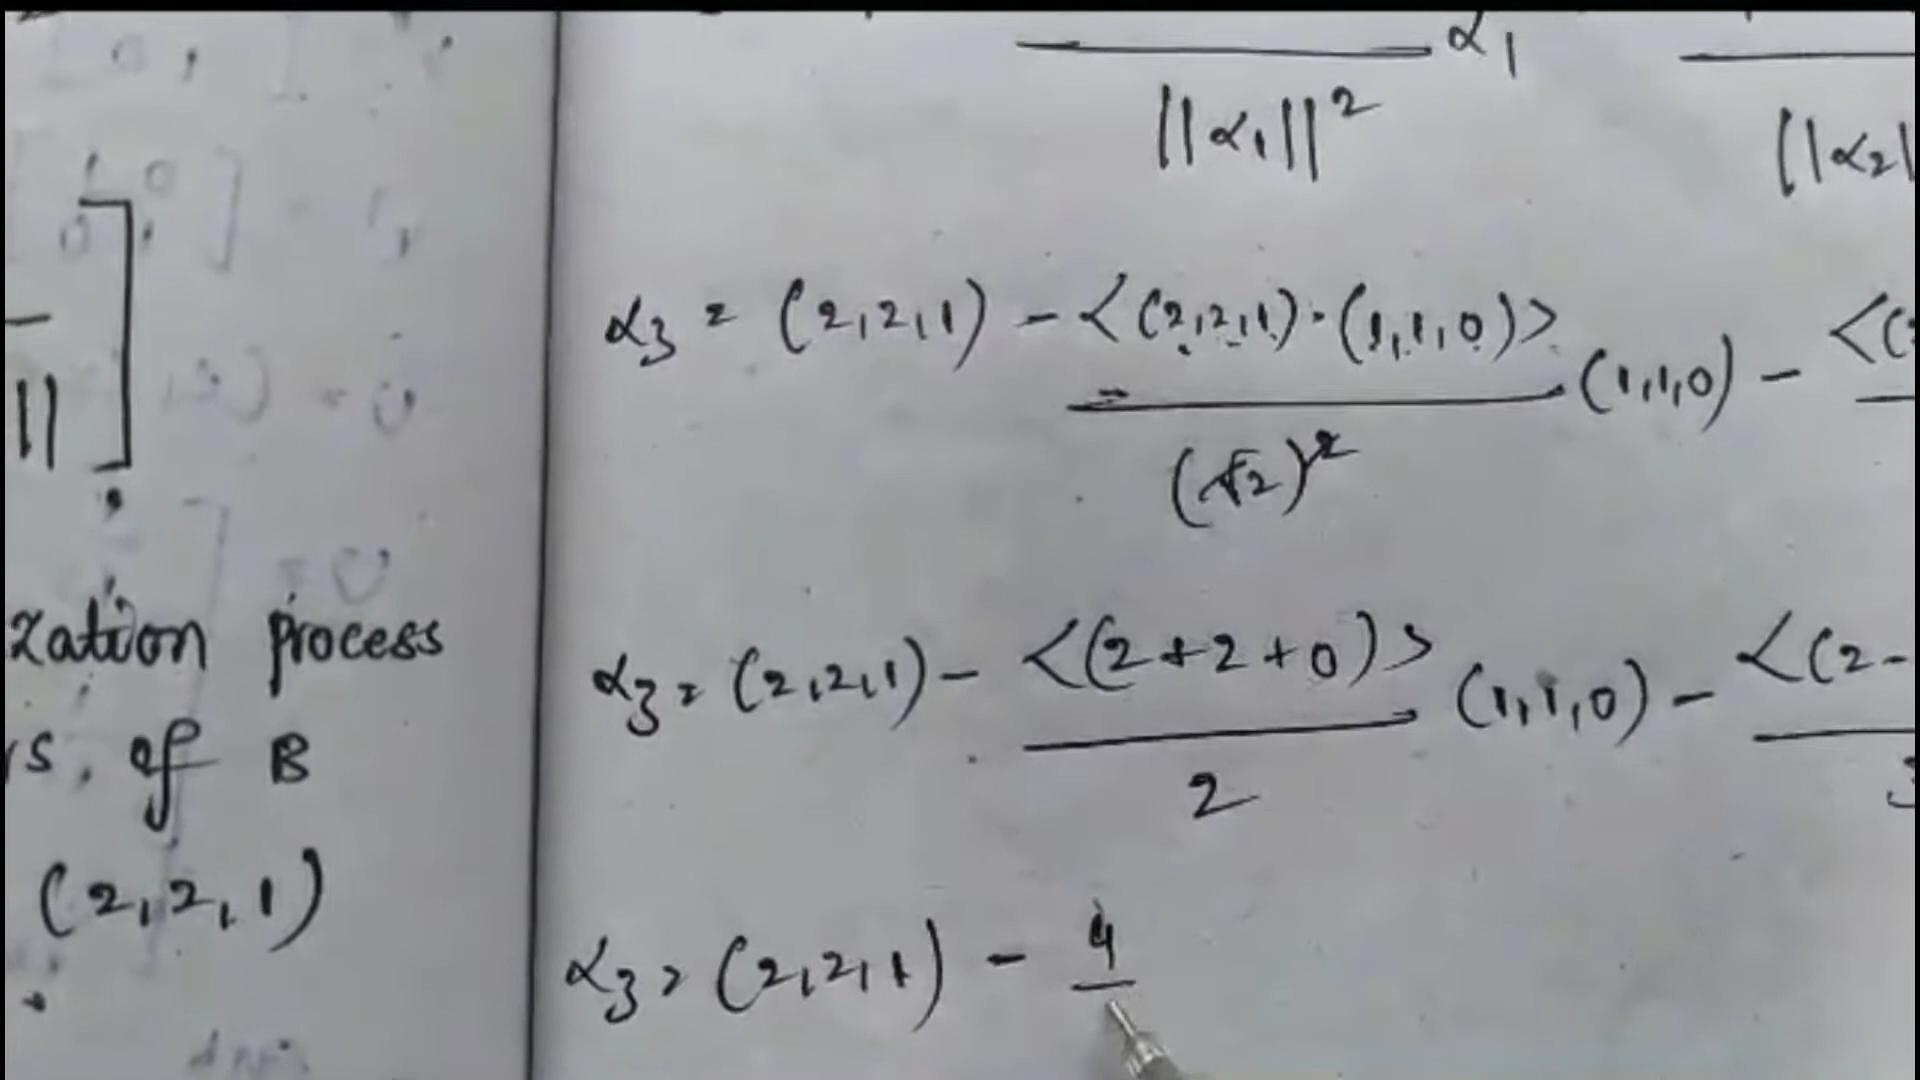 α1
||α1||² ||α2|
α3 = (2,2,1) - <(2,2,1)·(1,1,0)> (1,1,0) - <(
(√2)²
zation process
α3 = (2,2,1) - <(2+2+0)> (1,1,0) - <(2-
2
s. of B
(2,2,1)
α3 = (2,2,1) - 4